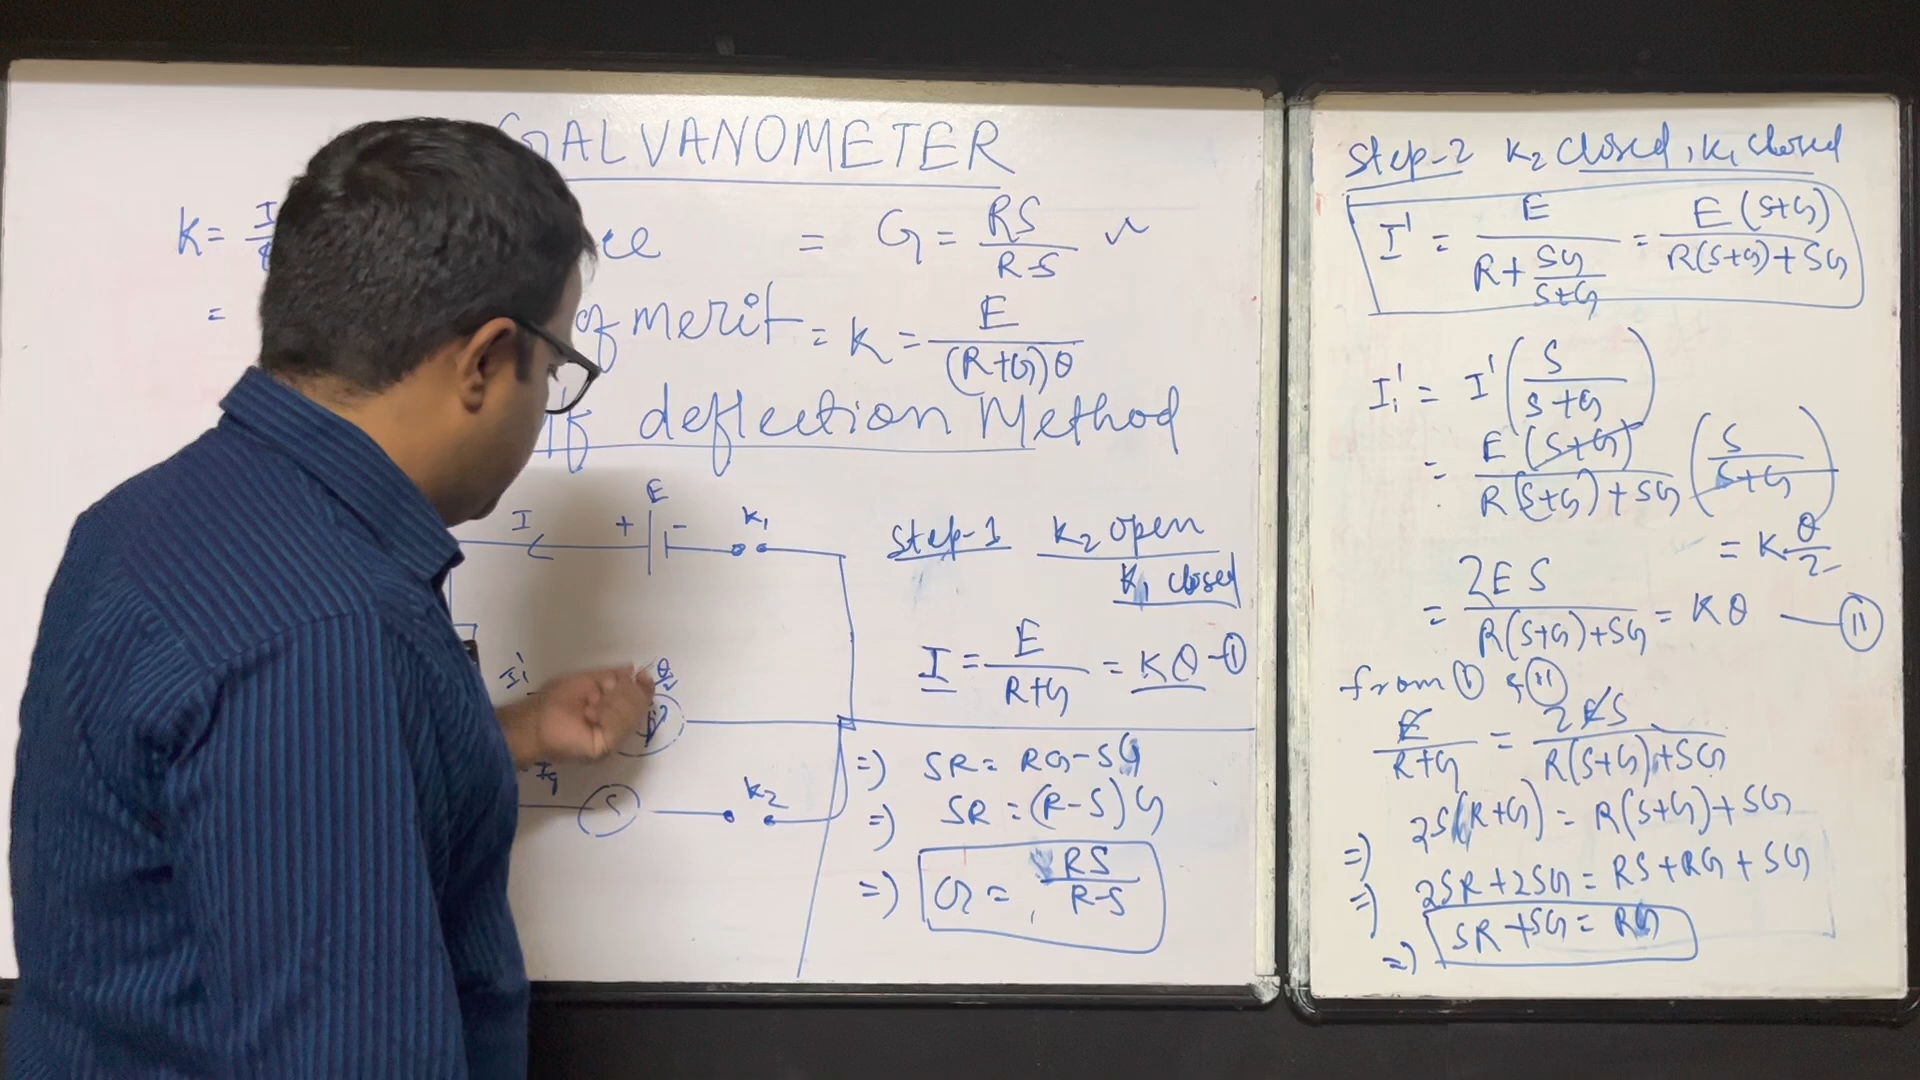 GALVANOMETER
K = I
ce = G = RS / R-S ✓
=
of merit = K = E / (R+G)θ
lf deflection Method
I + E - K₁
I₁' θ/2
G
S K₂
Step-1 K₂ open
K₁ closed
I = E / R+G = Kθ -(I)
=) SR = RG-SG
=) SR = (R-S)G
=) G = RS / R-S
Step-2 K₂ closed, K₁ closed
I' = E / (R + SG / S+G) = E(S+G) / R(S+G)+SG
I₁' = I' (S / S+G)
= E(S+G) / R(S+G)+SG (S / S+G)
= K θ/2
= 2ES / R(S+G)+SG = Kθ — (II)
from (I) & (II)
E / R+G = 2ES / R(S+G)+SG
=) 2S(R+G) = R(S+G)+SG
=) 2SR+2SG = RS+RG+SG
=) SR+SG = RG